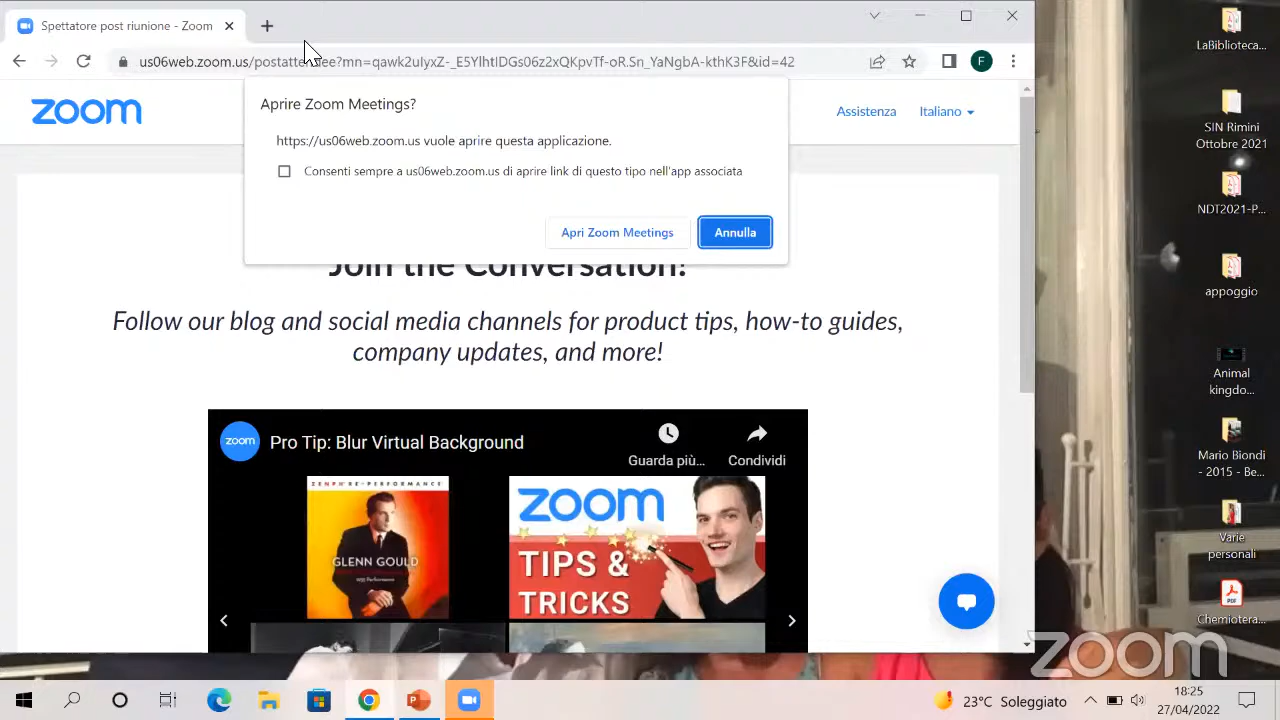 Spettatore post riunione - Zoom
us06web.zoom.us/postattendee?mn=qawk2uIyxZ-_E5YlhtIDGs06z2xQKpvTf-oR.Sn_YaNgbA-kthK3F&id=42
F
zoom
Assistenza
Italiano
Aprire Zoom Meetings?
https://us06web.zoom.us vuole aprire questa applicazione.
Consenti sempre a us06web.zoom.us di aprire link di questo tipo nell'app associata
Apri Zoom Meetings
Annulla
Join the Conversation!
Follow our blog and social media channels for product tips, how-to guides,
company updates, and more!
zoom
Pro Tip: Blur Virtual Background
Guarda più...
Condividi
ZENPH RE-PERFORMANCE
GLENN GOULD
zoom
TIPS &
TRICKS
LaBiblioteca...
SIN Rimini
Ottobre 2021
NDT2021-P...
appoggio
Animal
kingdo...
Mario Biondi
- 2015 - Be...
Varie
personali
PDF
Chemiotera...
zoom
23°C Soleggiato
18:25
27/04/2022